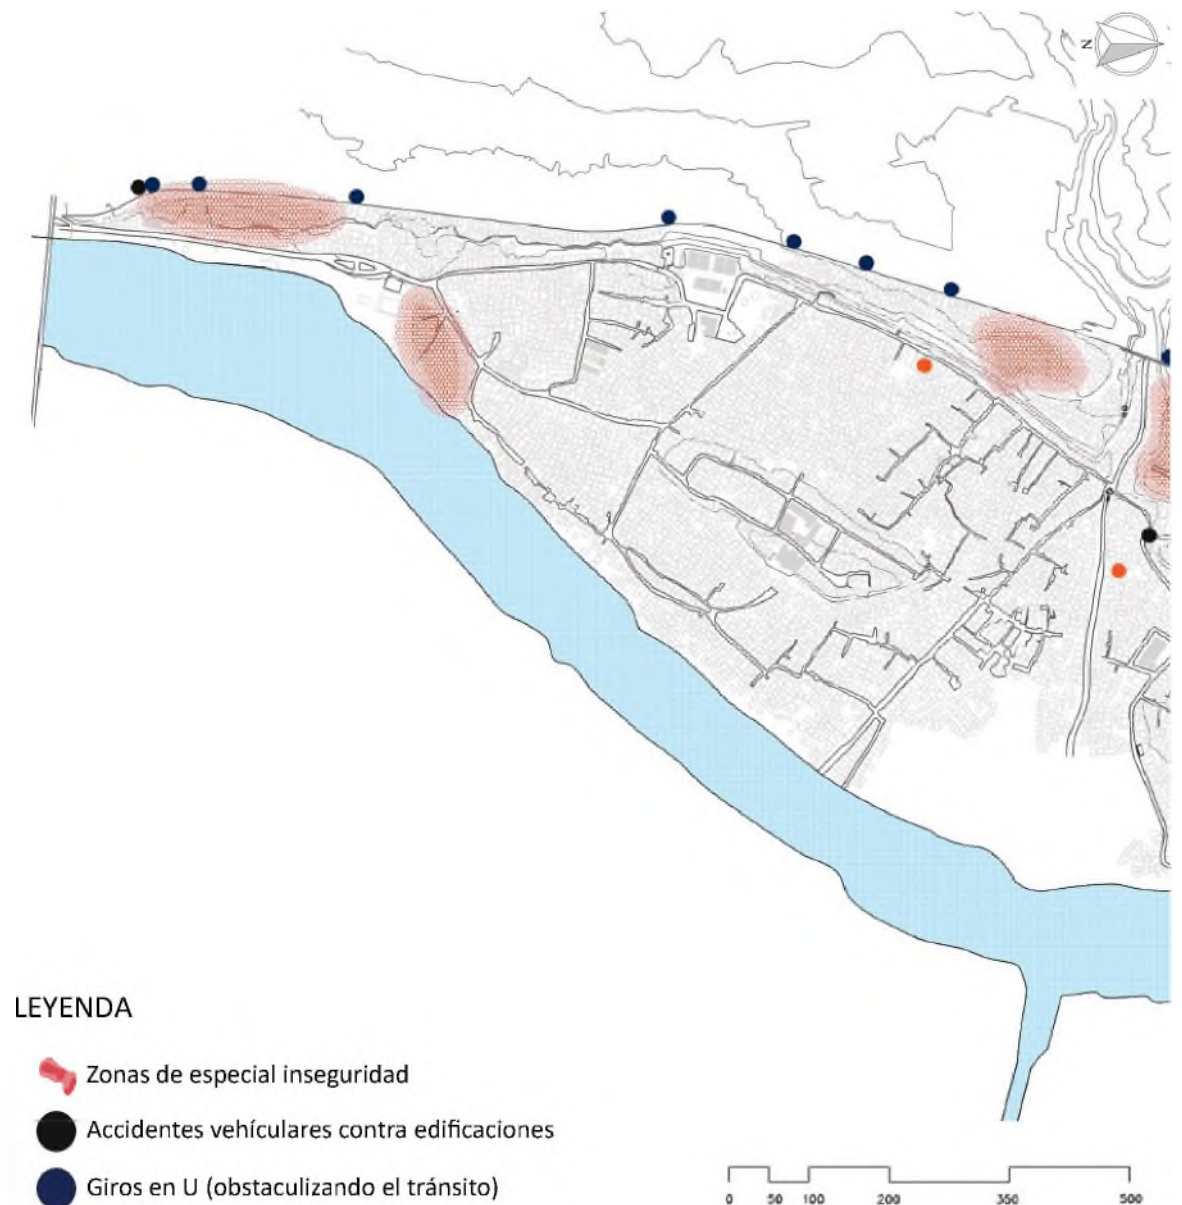 N
LEYENDA
Zonas de especial inseguridad
Accidentes vehículares contra edificaciones
Giros en U (obstaculizando el tránsito)
0 50 100 200 350 500